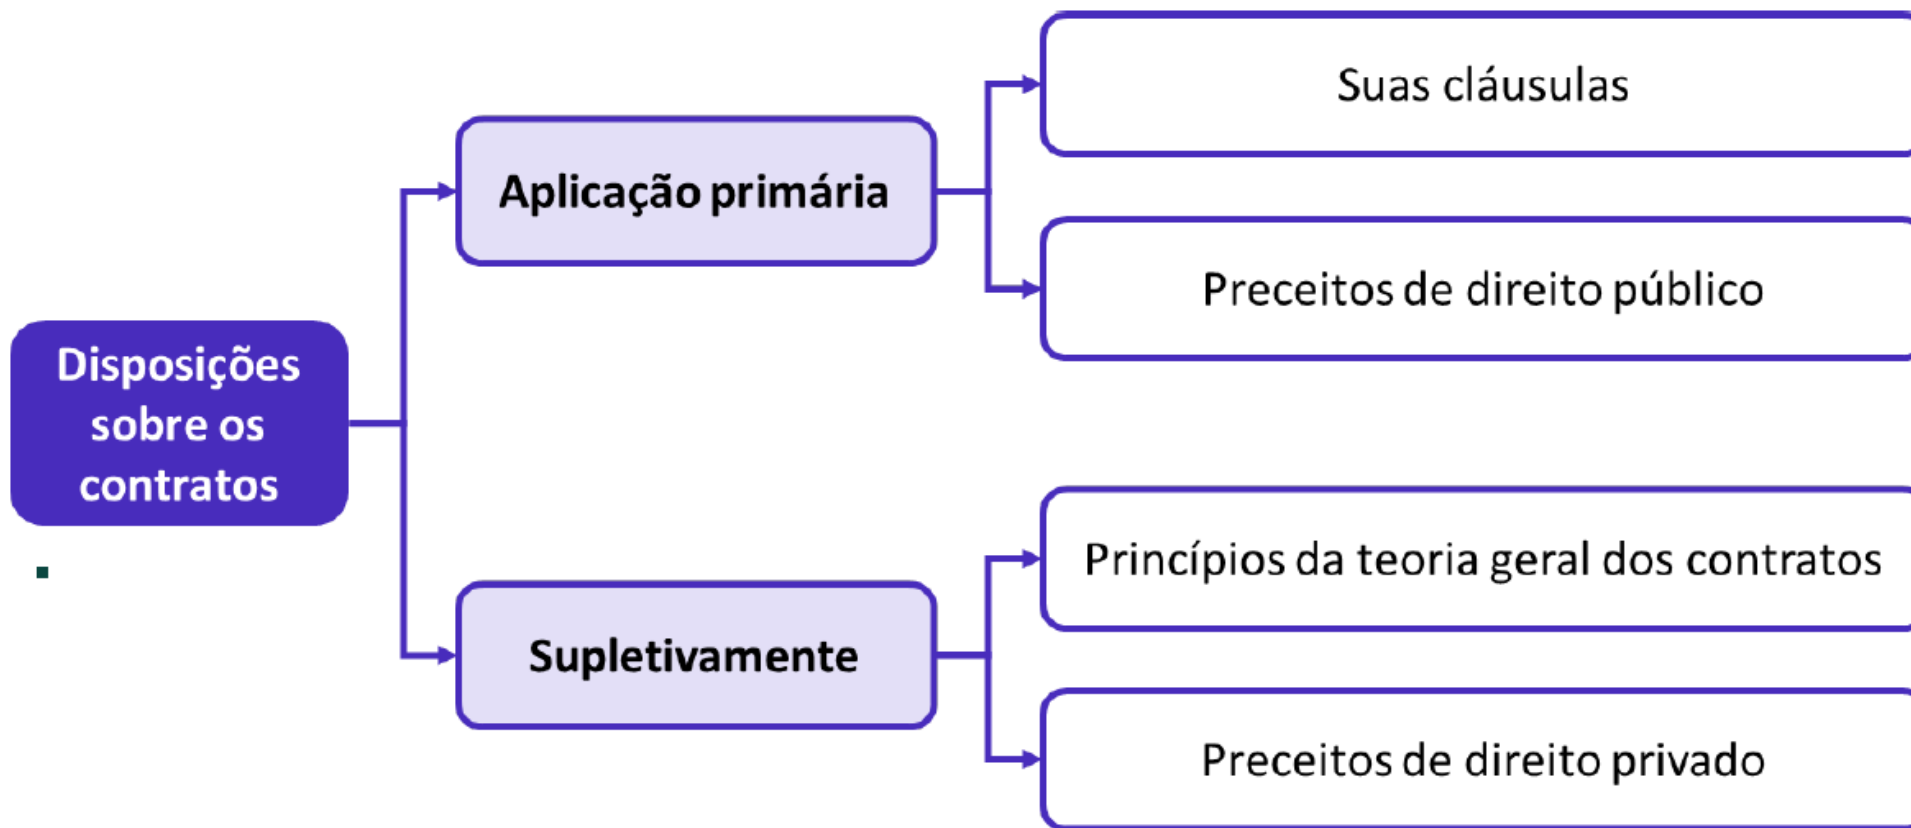 Disposições
sobre os
contratos
Aplicação primária
Suas cláusulas
Preceitos de direito público
Supletivamente
Princípios da teoria geral dos contratos
Preceitos de direito privado